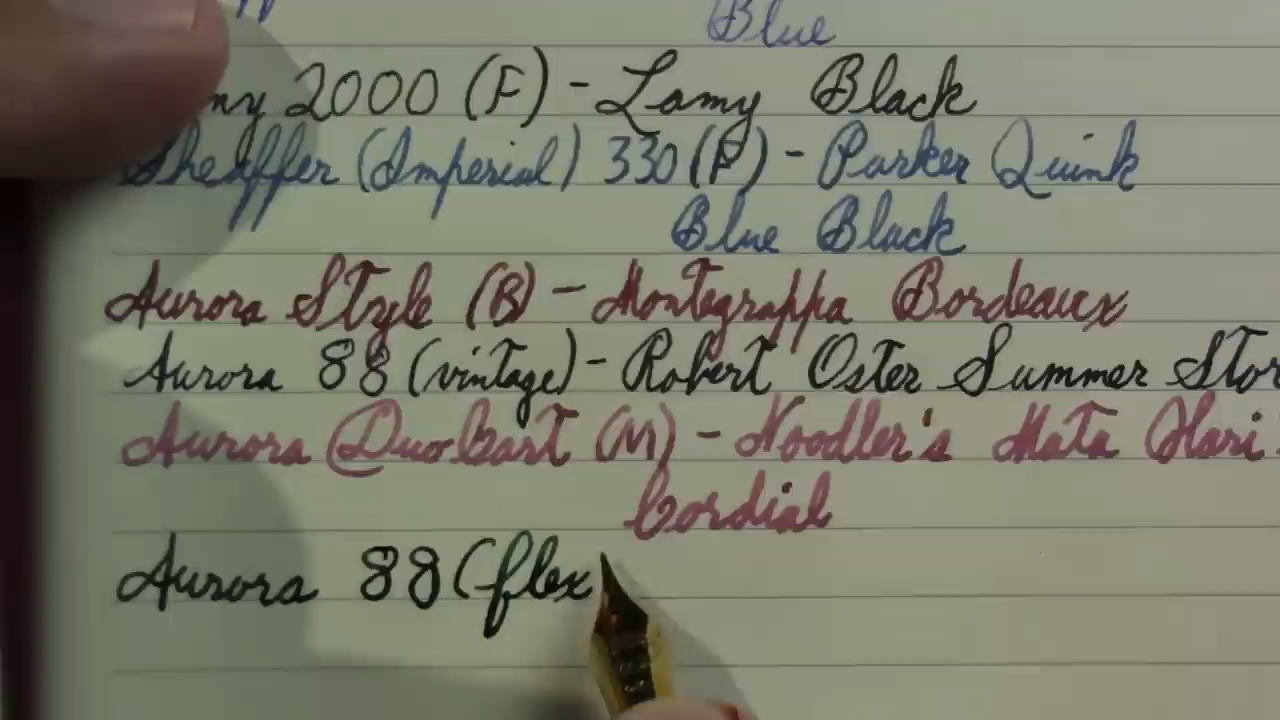 Blue
my 2000 (F) - Lamy Black
Sheaffer (Imperial) 330 (F) - Parker Quink
Blue Black
Aurora Style (B) - Montegrappa Bordeaux
Aurora 88 (vintage) - Robert Oster Summer Stor
Aurora DuoCart (M) - Noodler's Mata Hari
Cordial
Aurora 88 (flex